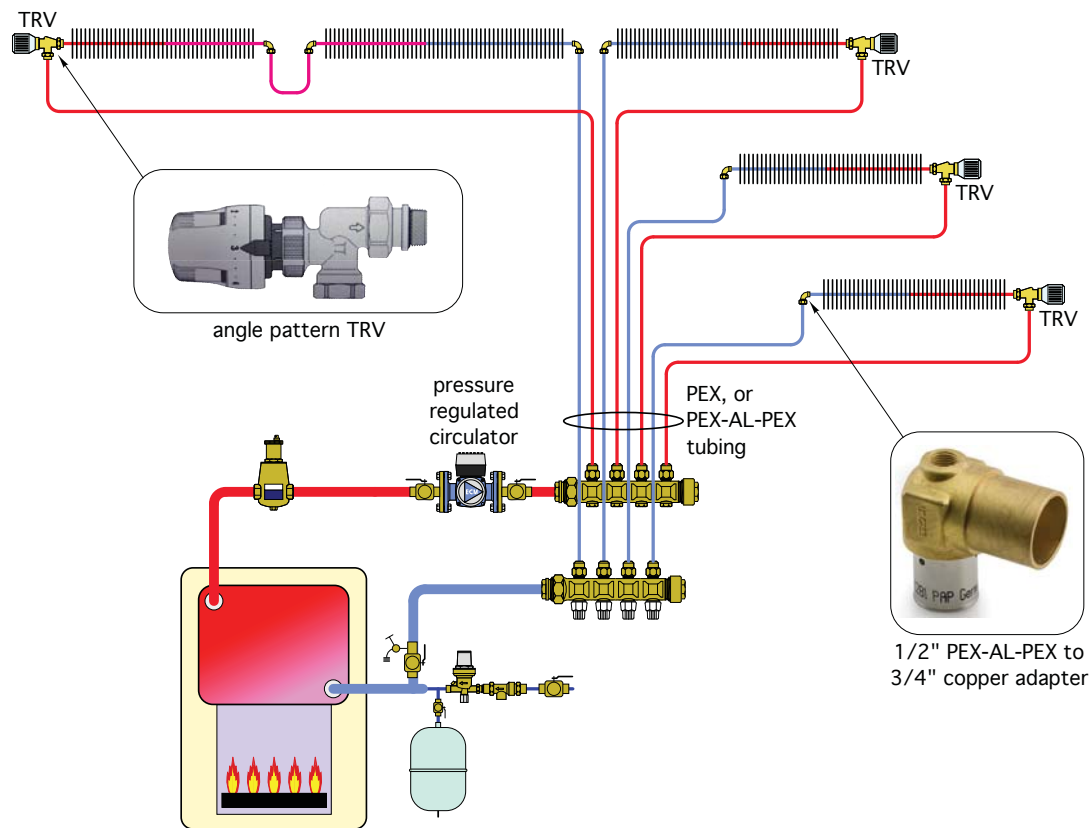 TRV
TRV
TRV
TRV
angle pattern TRV
pressure
regulated
circulator
PEX, or
PEX-AL-PEX
tubing
ECM
1/2" PEX-AL-PEX to
3/4" copper adapter